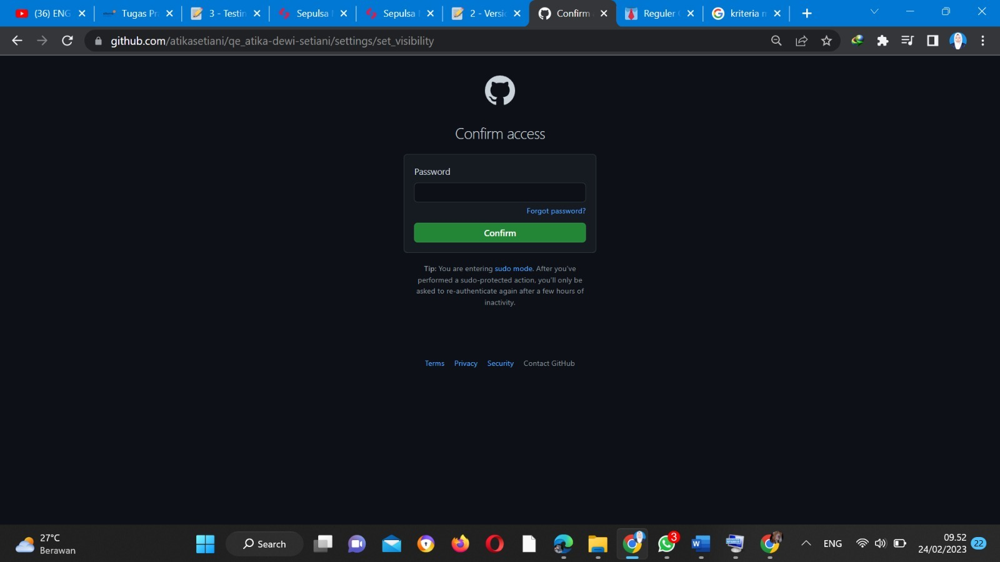 (36) ENG
Tugas Pr
3 - Testin
Sepulsa
Sepulsa
2 - Versi
Confirm
Reguler
kriteria m
github.com/atikasetiani/qe_atika-dewi-setiani/settings/set_visibility
Confirm access
Password
Forgot password?
Confirm
Tip: You are entering sudo mode. After you've
performed a sudo-protected action, you'll only be
asked to re-authenticate again after a few hours of
inactivity.
Terms Privacy Security Contact GitHub
27°C
Berawan
Search
3
ENG
09.52
24/02/2023
22